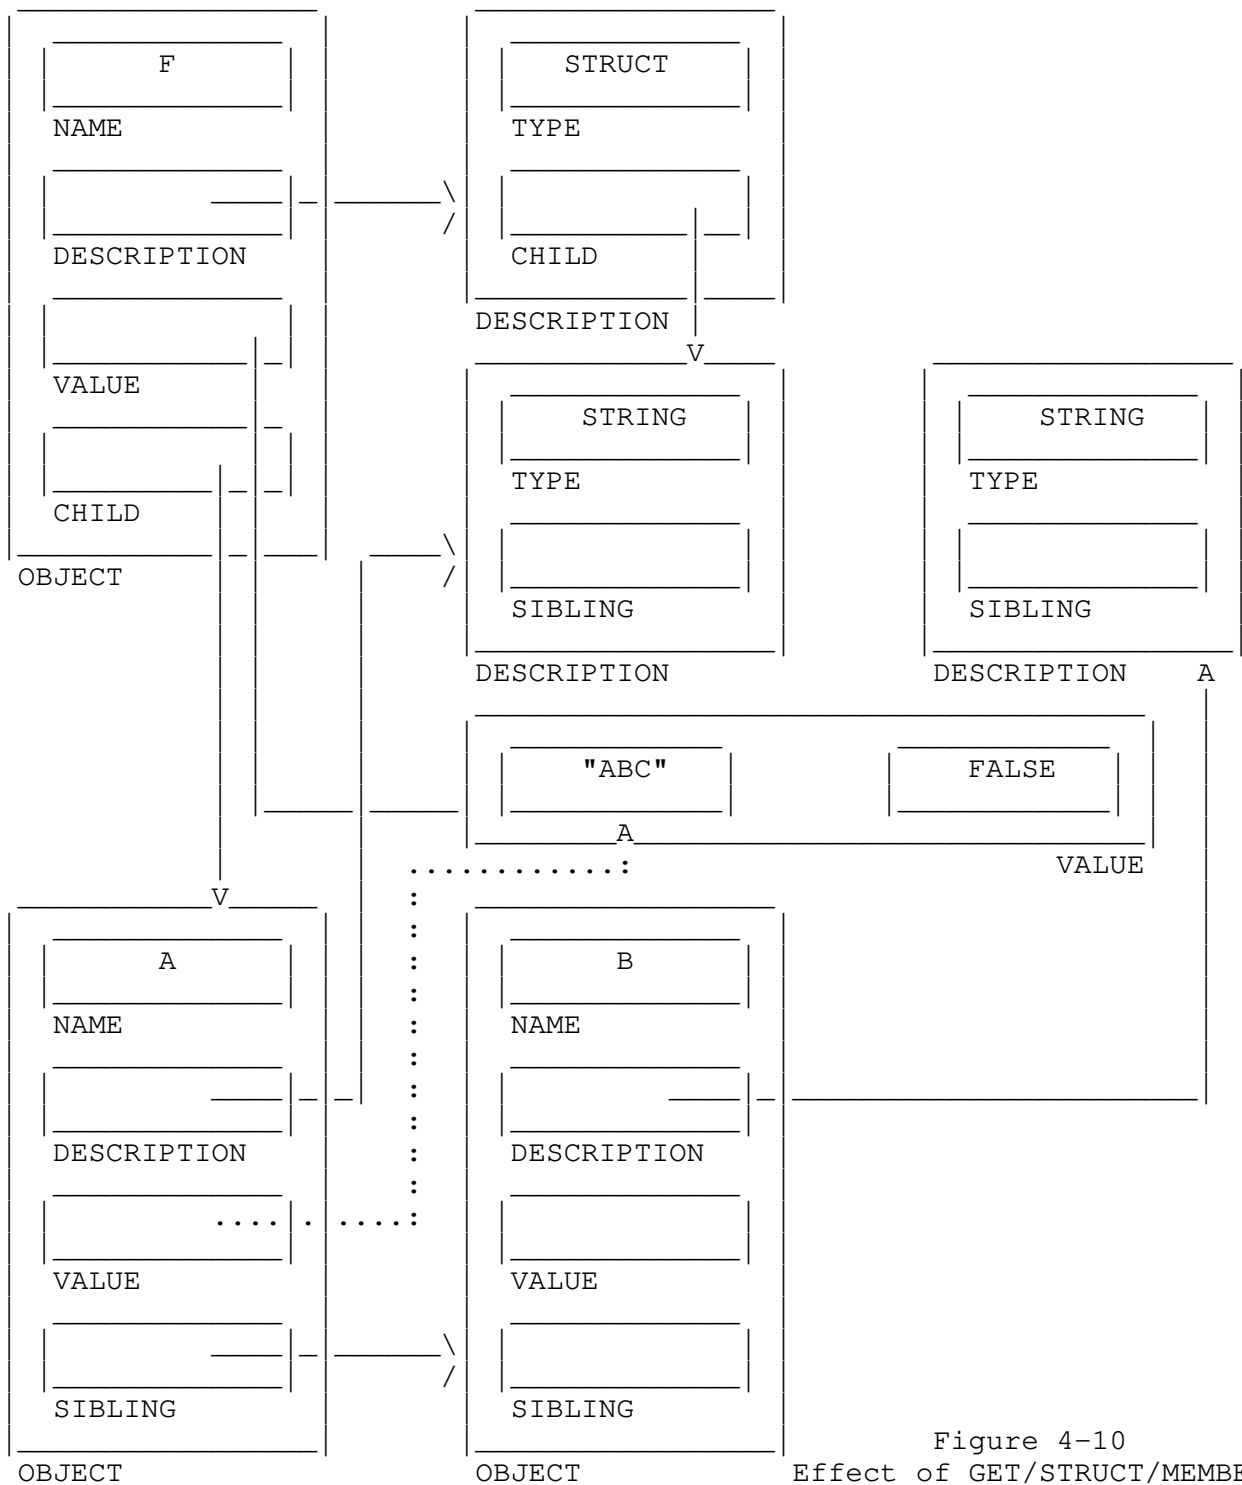 F STRUCT
NAME TYPE
DESCRIPTION CHILD
DESCRIPTION
V
VALUE
STRING STRING
TYPE TYPE
CHILD
OBJECT
SIBLING SIBLING
DESCRIPTION DESCRIPTION A
"ABC" FALSE
A
VALUE
V
A B
NAME NAME
DESCRIPTION DESCRIPTION
VALUE VALUE
SIBLING SIBLING
Figure 4-10
OBJECT OBJECT Effect of GET/STRUCT/MEMBE